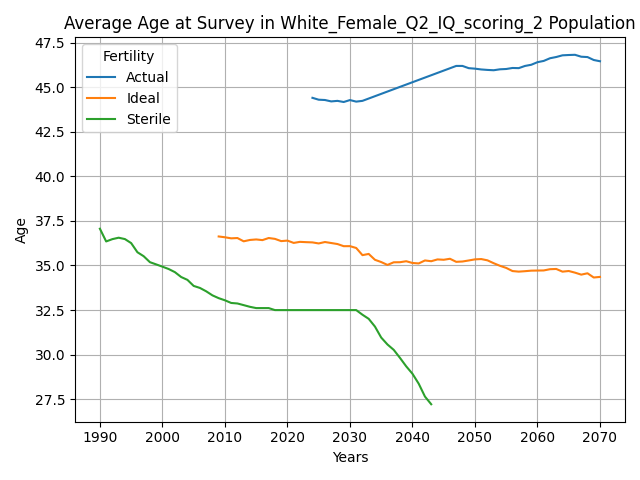 Average Age at Survey in White_Female_Q2_IQ_scoring_2 Population
Fertility
Actual
Ideal
Sterile
47.5
45.0
42.5
40.0
37.5
35.0
32.5
30.0
27.5
Age
1990 2000 2010 2020 2030 2040 2050 2060 2070
Years